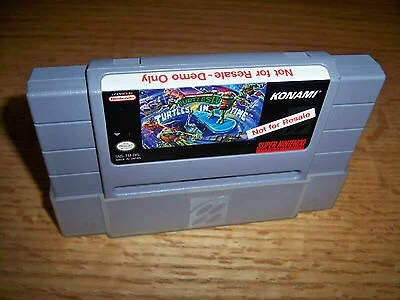 Not for Resale - Demo Only
Nintendo
KONAMI
TURTLES IN
TIME
Not for Resale
SUPER NINTENDO